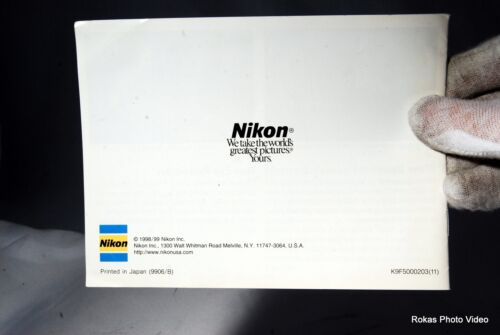 Nikon®
We take the world's
greatest pictures®
Yours.
Nikon
© 1998/99 Nikon Inc.
Nikon Inc., 1300 Walt Whitman Road Melville, N.Y. 11747-3064, U.S.A.
http://www.nikonusa.com
Printed in Japan (9906/B)
K9F5000203(11)
Rokas Photo Video